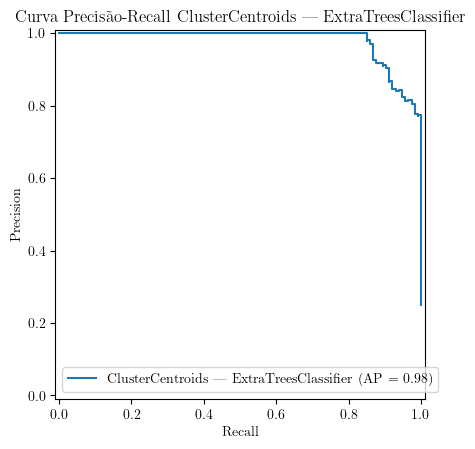 Curva Precisão-Recall ClusterCentroids — ExtraTreesClassifier
1.0
0.8
0.6
0.4
0.2
0.0
Precision
ClusterCentroids — ExtraTreesClassifier (AP = 0.98)
0.0 0.2 0.4 0.6 0.8 1.0
Recall